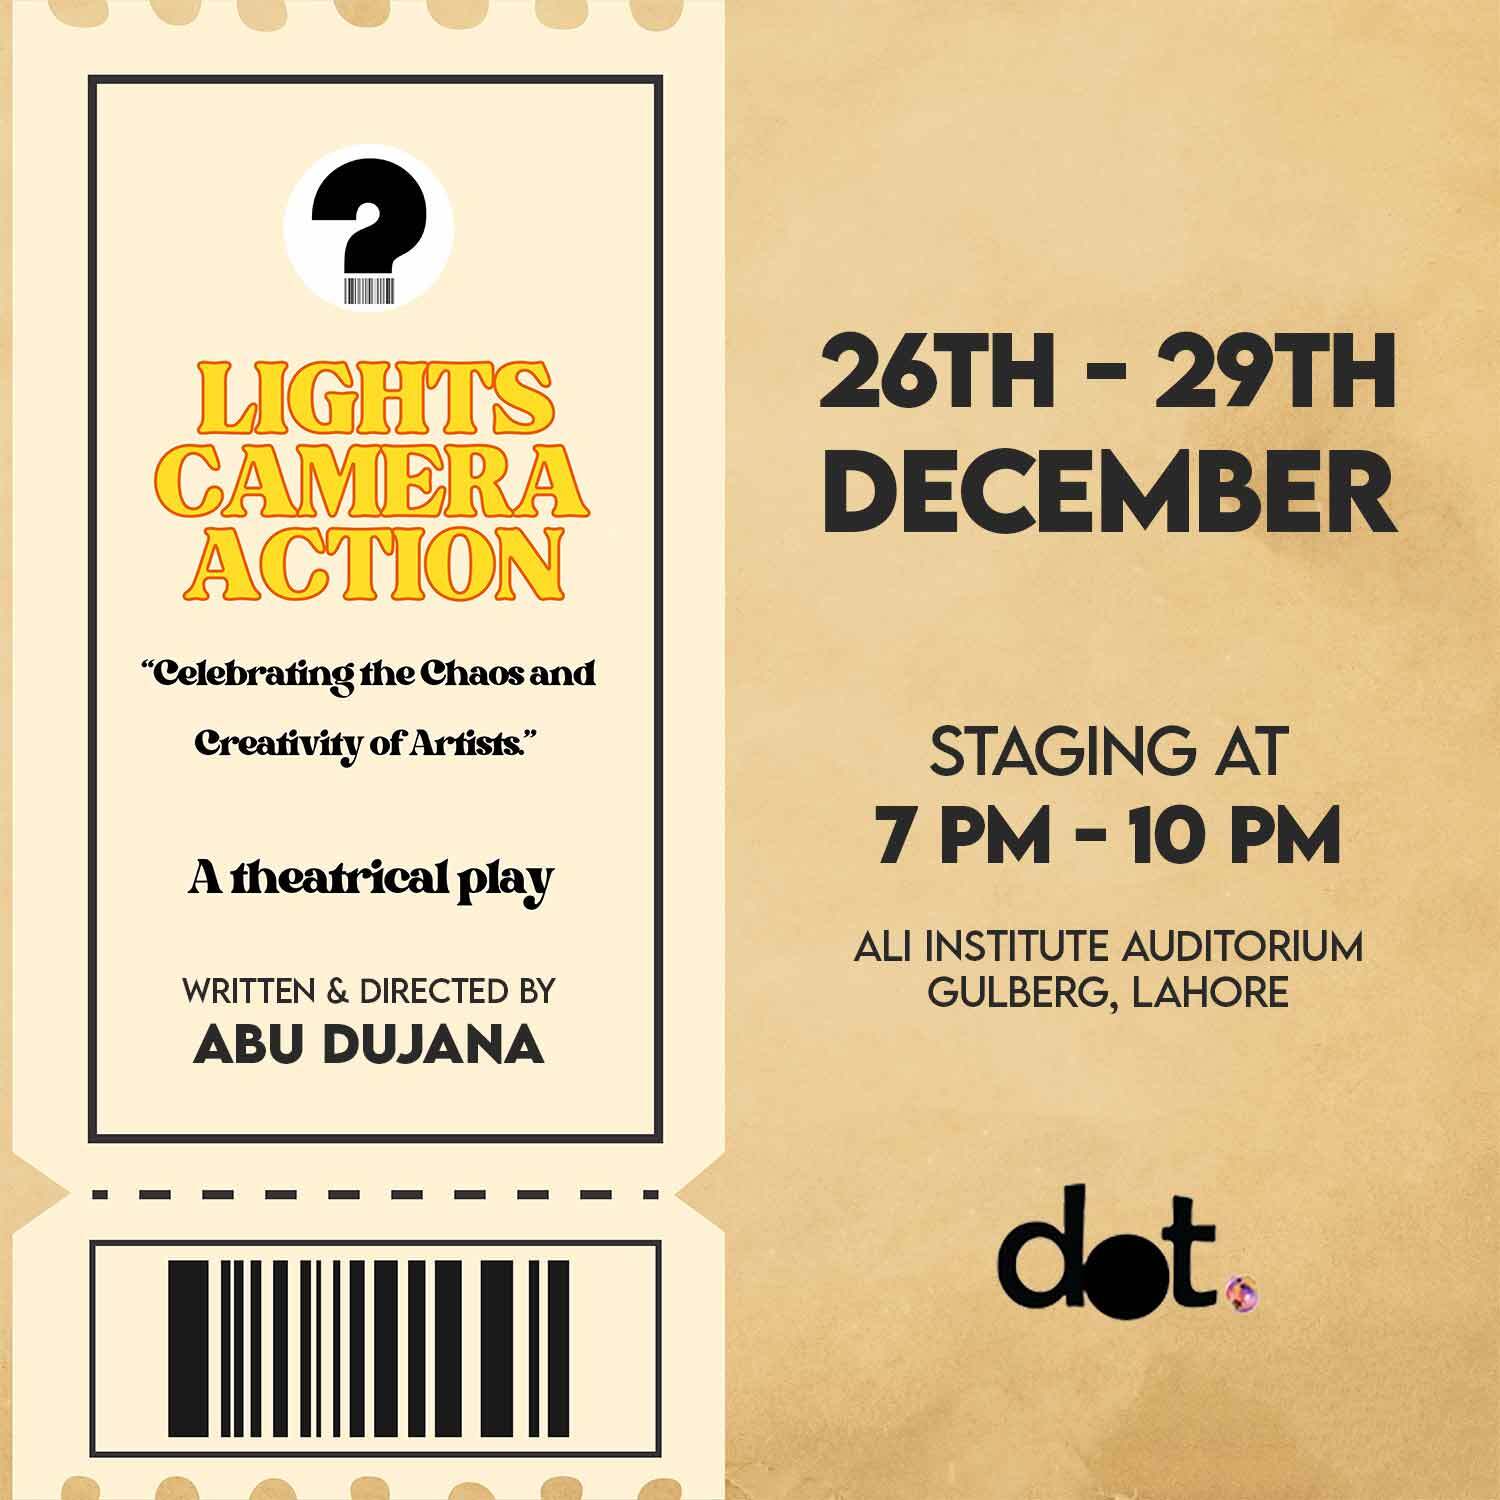 LIGHTS
CAMERA
ACTION
“Celebrating the Chaos and
Creativity of Artists.”
A theatrical play
WRITTEN & DIRECTED BY
ABU DUJANA
26TH - 29TH
DECEMBER
STAGING AT
7 PM - 10 PM
ALI INSTITUTE AUDITORIUM
GULBERG, LAHORE
dot.